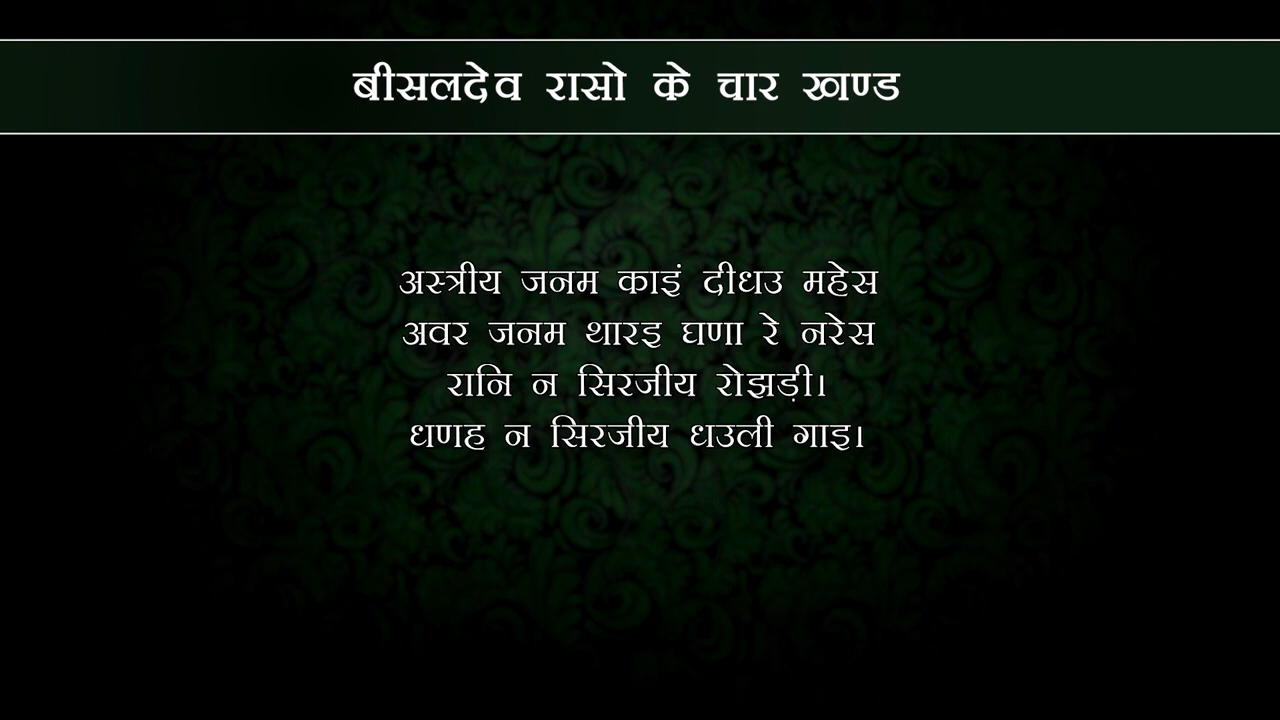 बीसलदेव रासो के चार खण्ड
अस्त्रीय जनम काइं दीधउ महेस
अवर जनम थारइ घणा रे नरेस
रानि न सिरजीय रोझड़ी।
धणह न सिरजीय धउली गाइ।